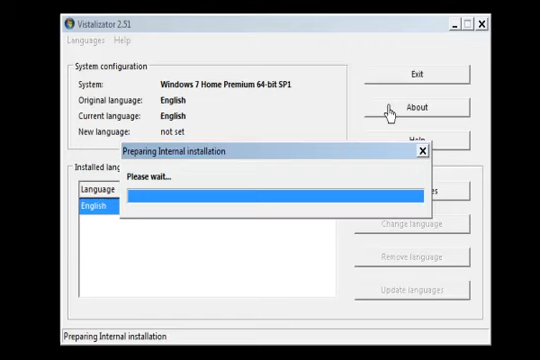 Vistalizator 2.51
Languages Help
System configuration
System: Windows 7 Home Premium 64-bit SP1
Original language: English
Current language: English
New language: not set
Exit
About
Preparing Internal installation
Please wait...
Language
English
Change language
Remove language
Update languages
Preparing Internal installation